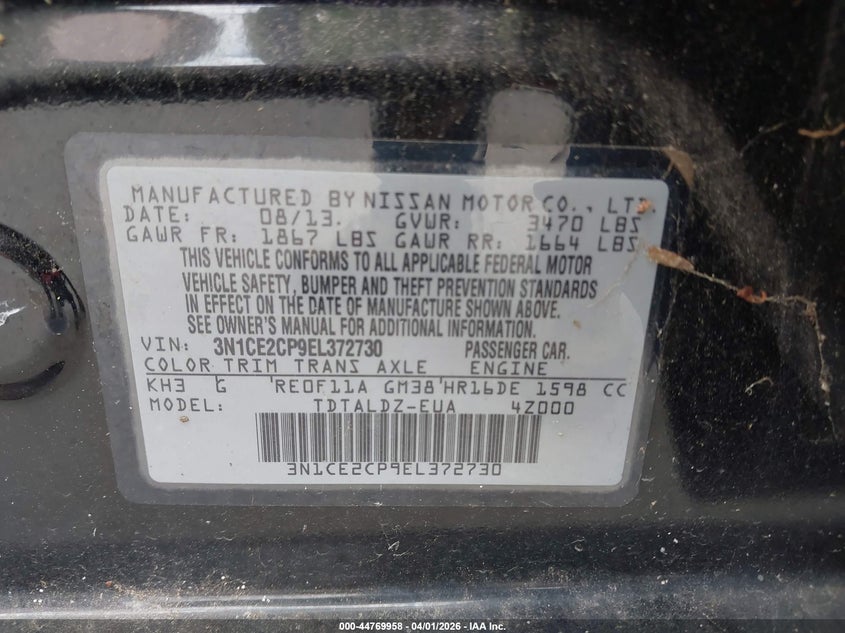 MANUFACTURED BY NISSAN MOTOR CO., LTD.
DATE: 08/13. GVWR: 3470 LBS
GAWR FR: 1867 LBS GAWR RR: 1664 LBS
THIS VEHICLE CONFORMS TO ALL APPLICABLE FEDERAL MOTOR
VEHICLE SAFETY, BUMPER AND THEFT PREVENTION STANDARDS
IN EFFECT ON THE DATE OF MANUFACTURE SHOWN ABOVE.
SEE OWNER'S MANUAL FOR ADDITIONAL INFORMATION.
VIN: 3N1CE2CP9EL372730 PASSENGER CAR.
COLOR TRIM TRANS AXLE ENGINE
KH3 G RE0F11A GM38 HR16DE 1598 CC
MODEL: TDTALDZ-EUA 4Z000
3N1CE2CP9EL372730
000-44769958 - 04/01/2026 - IAA Inc.